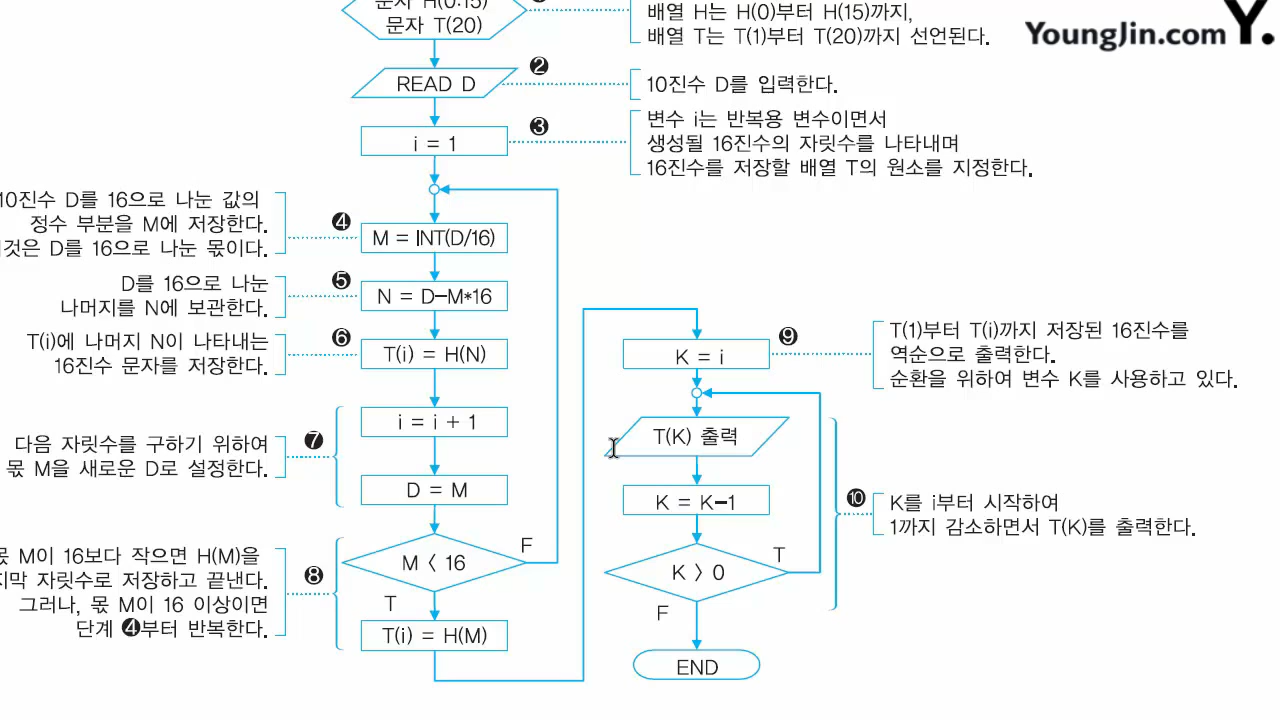 문자 H(0:15)
문자 T(20)
배열 H는 H(0)부터 H(15)까지,
배열 T는 T(1)부터 T(20)까지 선언된다.
YoungJin.com Y.
READ D
❷
10진수 D를 입력한다.
i = 1
❸
변수 i는 반복용 변수이면서
생성될 16진수의 자릿수를 나타내며
16진수를 저장할 배열 T의 원소를 지정한다.
10진수 D를 16으로 나눈 값의
정수 부분을 M에 저장한다.
것은 D를 16으로 나눈 몫이다.
❹
M = INT(D/16)
D를 16으로 나눈
나머지를 N에 보관한다.
❺
N = D-M*16
T(i)에 나머지 N이 나타내는
16진수 문자를 저장한다.
❻
T(i) = H(N)
다음 자릿수를 구하기 위하여
몫 M을 새로운 D로 설정한다.
❼
i = i + 1
D = M
몫 M이 16보다 작으면 H(M)을
자릿수로 저장하고 끝낸다.
그러나, 몫 M이 16 이상이면
단계 ❹부터 반복한다.
❽
M < 16
F
T
T(i) = H(M)
K = i
❾
T(1)부터 T(i)까지 저장된 16진수를
역순으로 출력한다.
순환을 위하여 변수 K를 사용하고 있다.
T(K) 출력
K = K-1
K > 0
T
F
❿
K를 i부터 시작하여
1까지 감소하면서 T(K)를 출력한다.
END